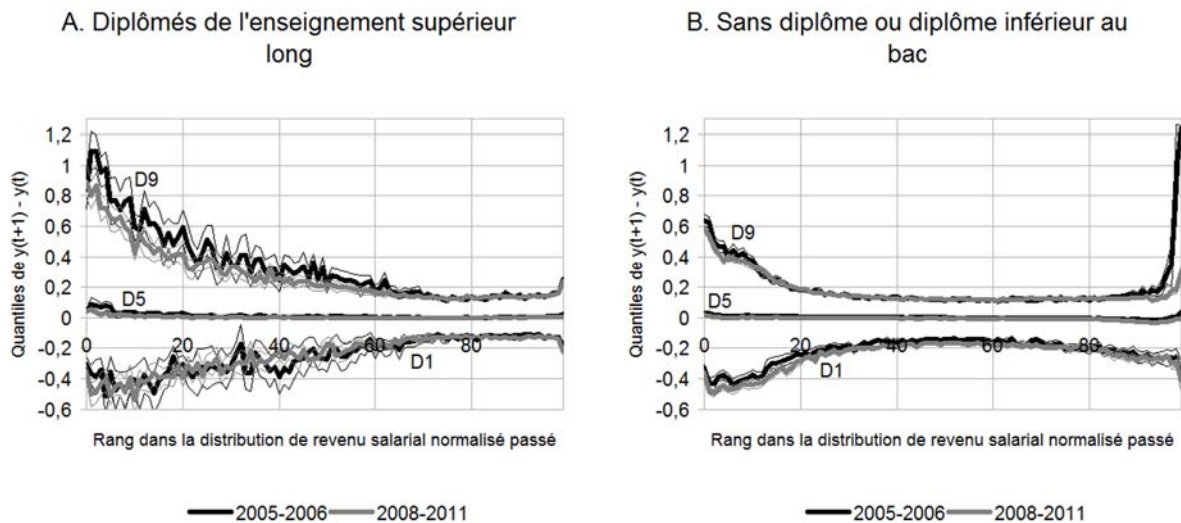 A. Diplômés de l'enseignement supérieur
long
Quantiles de y(t+1) - y(t)
1,2
1
0,8
0,6
0,4
0,2
0
-0,2
-0,4
-0,6
D9
D5
D1
0
20
40
60
80
Rang dans la distribution de revenu salarial normalisé passé
B. Sans diplôme ou diplôme inférieur au
bac
Quantiles de y(t+1) - y(t)
1,2
1
0,8
0,6
0,4
0,2
0
-0,2
-0,4
-0,6
D9
D5
D1
0
20
40
60
80
Rang dans la distribution de revenu salarial normalisé passé
2005-2006
2008-2011
2005-2006
2008-2011